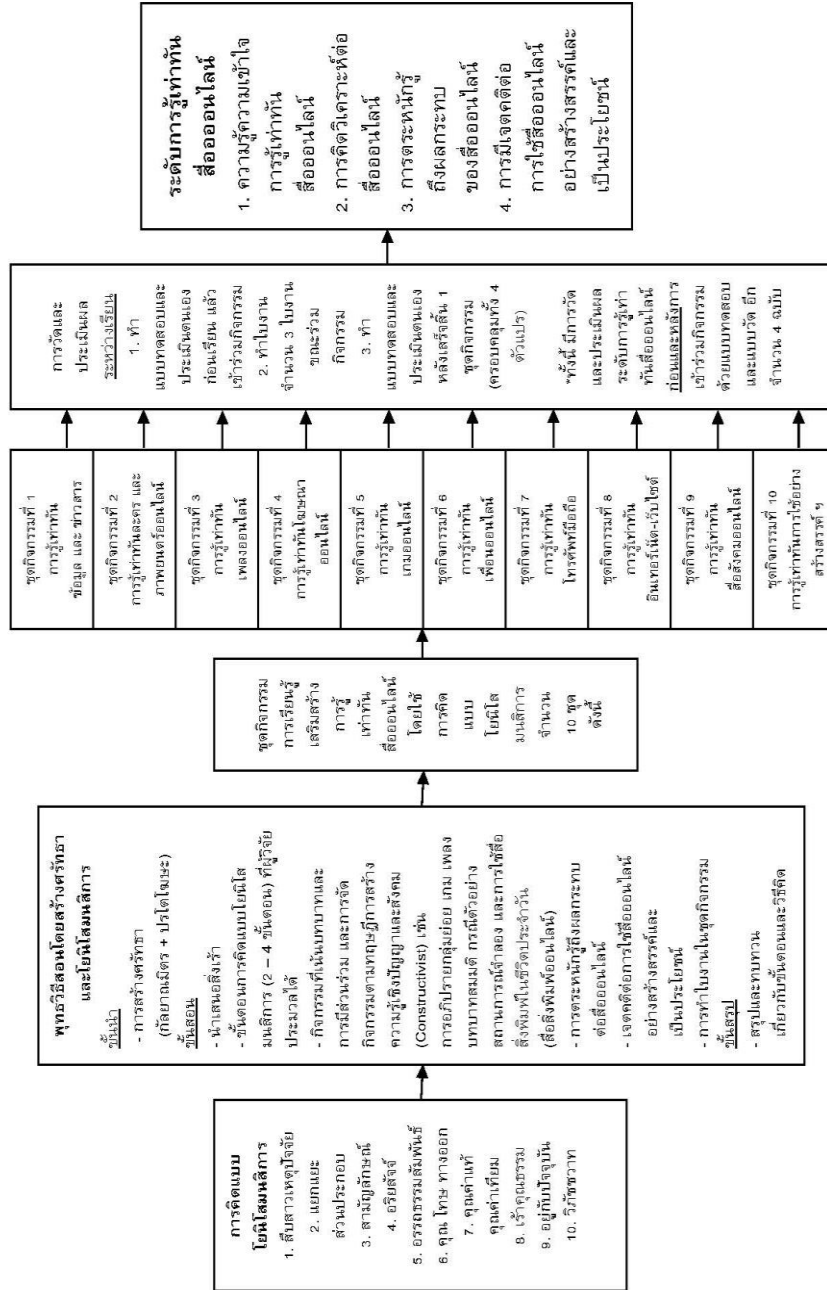 การคิดแบบ
โยนิโสมนสิการ
1. สืบสาวเหตุปัจจัย
2. แยกแยะ
ส่วนประกอบ
3. สามัญลักษณ์
4. อริยสัจจ์
5. อรรถธรรมสัมพันธ์
6. คุณ โทษ ทางออก
7. คุณค่าแท้
คุณค่าเทียม
8. เร้าคุณธรรม
9. อยู่กับปัจจุบัน
10. วิภัชชวาท
พุทธวิธีสอนโดยสร้างศรัทธา
และโยนิโสมนสิการ
ขั้นนำ
- การสร้างศรัทธา
(กัลยาณมิตร + ปรโตโฆษะ)
ขั้นสอน
- นำเสนอสิ่งเร้า
- ขั้นตอนการคิดแบบโยนิโส
มนสิการ (2 – 4 ขั้นตอน) ที่ผู้วิจัย
ประมวลได้
- กิจกรรมที่เน้นบทบาทและ
การมีส่วนร่วม และการจัด
กิจกรรมตามทฤษฎีการสร้าง
ความรู้เชิงปัญญาและสังคม
(Constructivist) เช่น
การอภิปรายกลุ่มย่อย เกม เพลง
บทบาทสมมติ กรณีตัวอย่าง
สถานการณ์จำลอง และการใช้สื่อ
สิ่งพิมพ์ในชีวิตประจำวัน
(สื่อสิ่งพิมพ์ออนไลน์)
- การตระหนักรู้ถึงผลกระทบ
ต่อสื่อออนไลน์
- เจตคติต่อการใช้สื่อออนไลน์
อย่างสร้างสรรค์และ
เป็นประโยชน์
- การทำใบงานในชุดกิจกรรม
ขั้นสรุป
- สรุปและทบทวน
เกี่ยวกับขั้นตอนและวิธีคิด
ชุดกิจกรรม
การเรียนรู้
เสริมสร้าง
การรู้
เท่าทัน
สื่อออนไลน์
โดยใช้
การคิด
แบบ
โยนิโส
มนสิการ
จำนวน
10 ชุด
ดังนี้
ชุดกิจกรรมที่ 1
การรู้เท่าทัน
ข้อมูล และ ข่าวสาร
ชุดกิจกรรมที่ 2
การรู้เท่าทันละคร และ
ภาพยนตร์ออนไลน์
ชุดกิจกรรมที่ 3
การรู้เท่าทัน
เพลงออนไลน์
ชุดกิจกรรมที่ 4
การรู้เท่าทันโฆษณา
ออนไลน์
ชุดกิจกรรมที่ 5
การรู้เท่าทัน
เกมออนไลน์
ชุดกิจกรรมที่ 6
การรู้เท่าทัน
เพื่อนออนไลน์
ชุดกิจกรรมที่ 7
การรู้เท่าทัน
โทรศัพท์มือถือ
ชุดกิจกรรมที่ 8
การรู้เท่าทัน
อินเทอร์เน็ต-เว็บไซต์
ชุดกิจกรรมที่ 9
การรู้เท่าทัน
สื่อสังคมออนไลน์
ชุดกิจกรรมที่ 10
การรู้เท่าทันการใช้อย่าง
สร้างสรรค์ ฯ
การวัดและ
ประเมินผล
ระหว่างเรียน
1. ทำ
แบบทดสอบและ
ประเมินตนเอง
ก่อนเรียน แล้ว
เข้าร่วมกิจกรรม
2. ทำใบงาน
จำนวน 3 ใบงาน
ขณะร่วม
กิจกรรม
3. ทำ
แบบทดสอบและ
ประเมินตนเอง
หลังเสร็จสิ้น 1
ชุดกิจกรรม
(ครอบคลุมทั้ง 4
ตัวแปร)
*ทั้งนี้ มีการวัด
และประเมินผล
ระดับการรู้เท่า
ทันสื่อออนไลน์
ก่อนและหลังการ
เข้าร่วมกิจกรรม
ด้วยแบบทดสอบ
และแบบวัด อีก
จำนวน 4 ฉบับ
ระดับการรู้เท่าทัน
สื่อออออนไลน์
1. ความรู้ความเข้าใจ
การรู้เท่าทัน
สื่อออนไลน์
2. การคิดวิเคราะห์ต่อ
สื่อออนไลน์
3. การตระหนักรู้
ถึงผลกระทบ
ของสื่อออนไลน์
4. การมีเจตคติต่อ
การใช้สื่อออนไลน์
อย่างสร้างสรรค์และ
เป็นประโยชน์